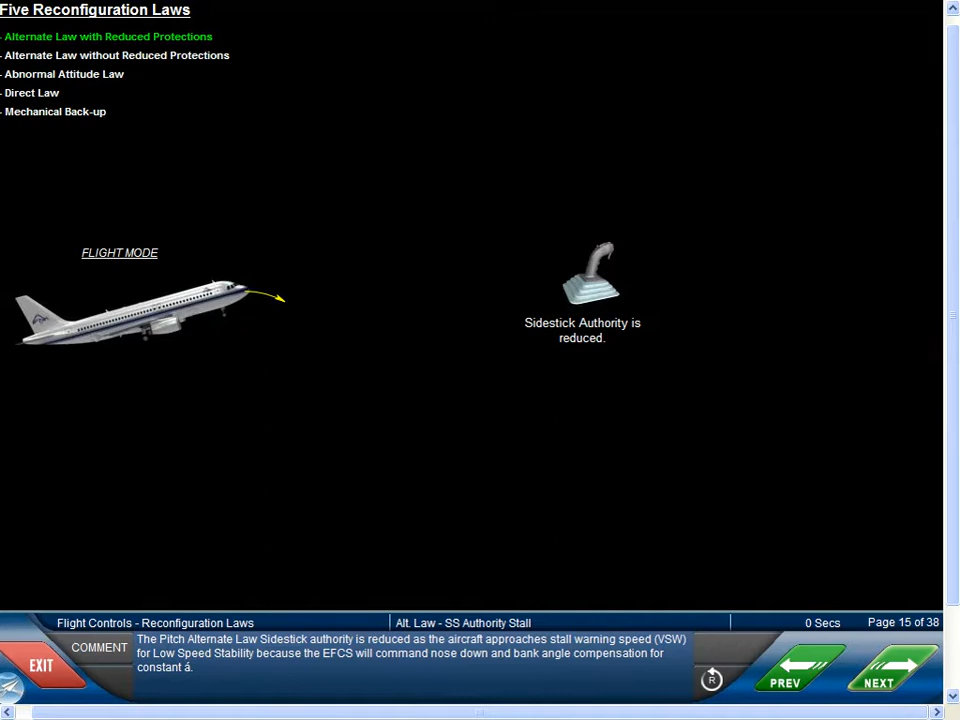 Five Reconfiguration Laws
- Alternate Law with Reduced Protections
- Alternate Law without Reduced Protections
- Abnormal Attitude Law
- Direct Law
- Mechanical Back-up
FLIGHT MODE
Sidestick Authority is
reduced.
Flight Controls - Reconfiguration Laws
Alt. Law - SS Authority Stall
0 Secs
Page 15 of 38
EXIT
COMMENT
The Pitch Alternate Law Sidestick authority is reduced as the aircraft approaches stall warning speed (VSW)
for Low Speed Stability because the EFCS will command nose down and bank angle compensation for
constant á.
R
PREV
NEXT